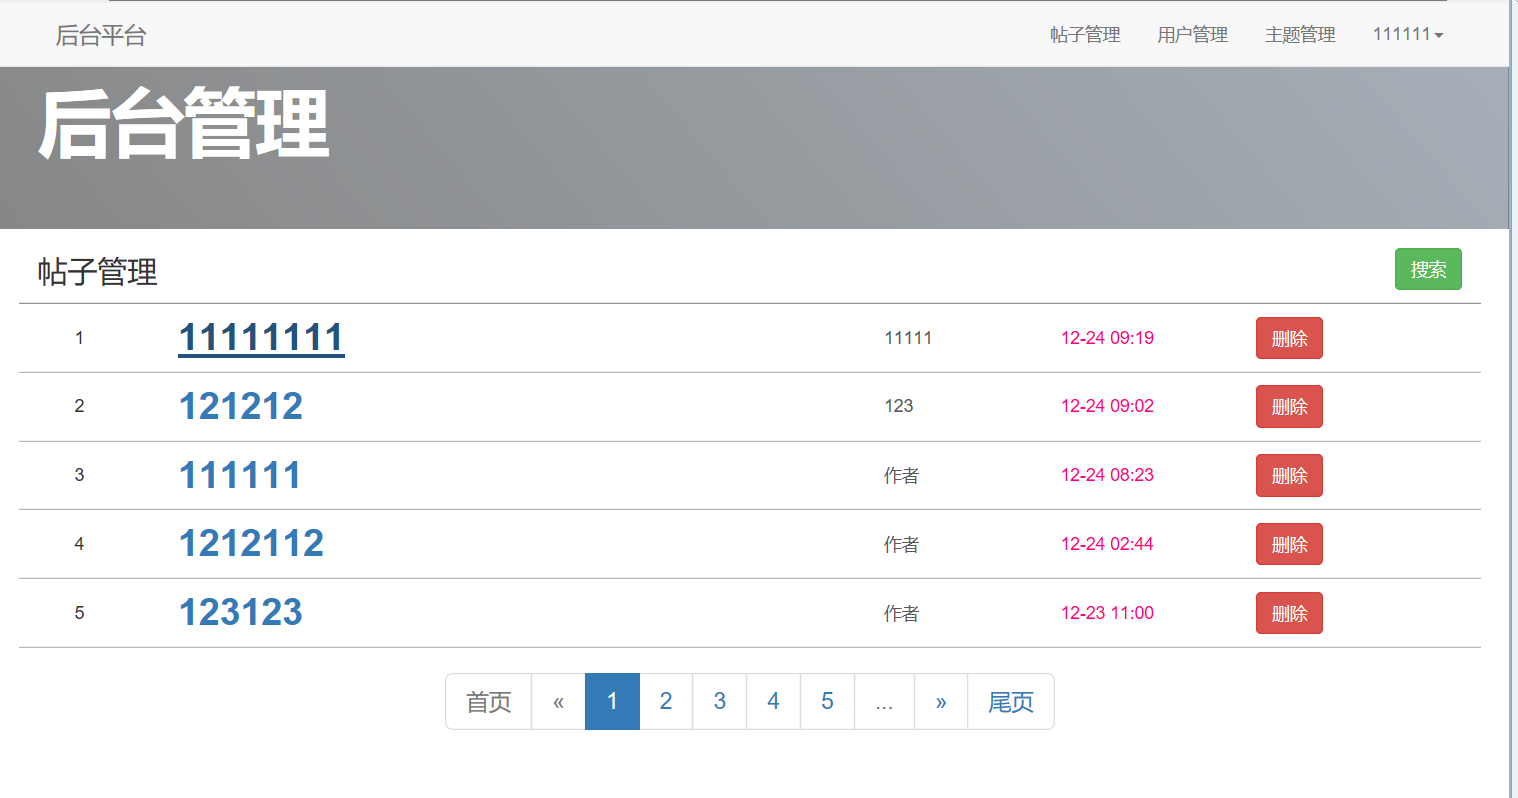 后台平台 帖子管理 用户管理 主题管理 111111
后台管理
帖子管理 搜索
1 11111111 11111 12-24 09:19 删除
2 121212 123 12-24 09:02 删除
3 111111 作者 12-24 08:23 删除
4 1212112 作者 12-24 02:44 删除
5 123123 作者 12-23 11:00 删除
首页 « 1 2 3 4 5 ... » 尾页